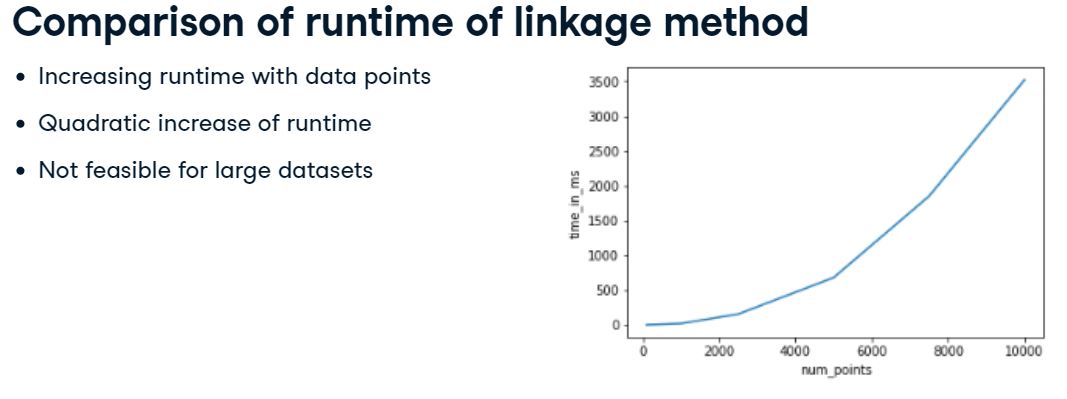 Comparison of runtime of linkage method
• Increasing runtime with data points
• Quadratic increase of runtime
• Not feasible for large datasets
3500
3000
2500
2000
1500
1000
500
0
time_in_ms
0 2000 4000 6000 8000 10000
num_points